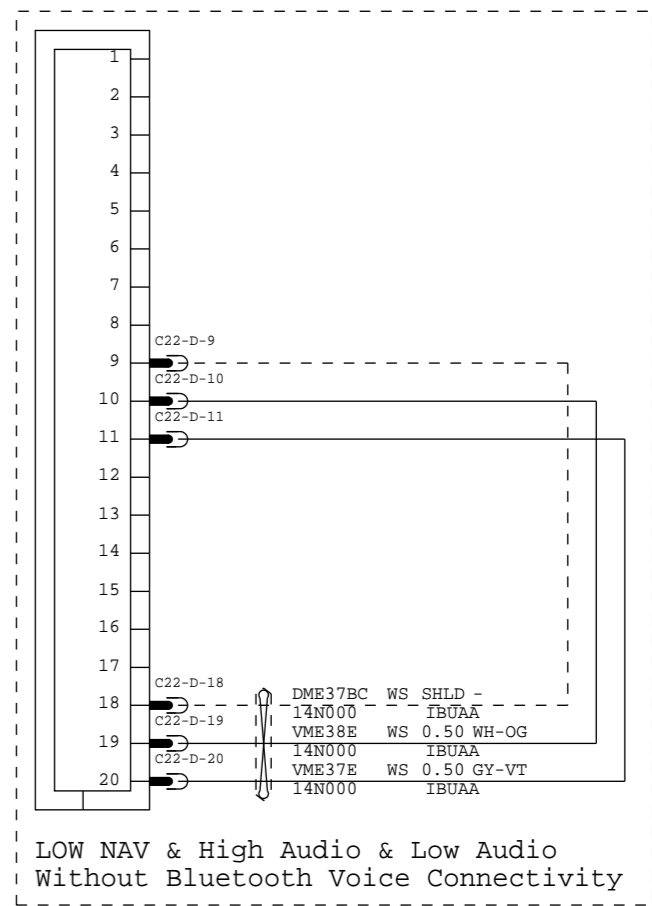 1
2
3
4
5
6
7
8
C22-D-9
9
C22-D-10
10
C22-D-11
11
12
13
14
15
16
17
C22-D-18
DME37BC WS SHLD -
18
14N000 IBUAA
C22-D-19
VME38E WS 0.50 WH-OG
19
14N000 IBUAA
C22-D-20
VME37E WS 0.50 GY-VT
20
14N000 IBUAA
LOW NAV & High Audio & Low Audio
Without Bluetooth Voice Connectivity